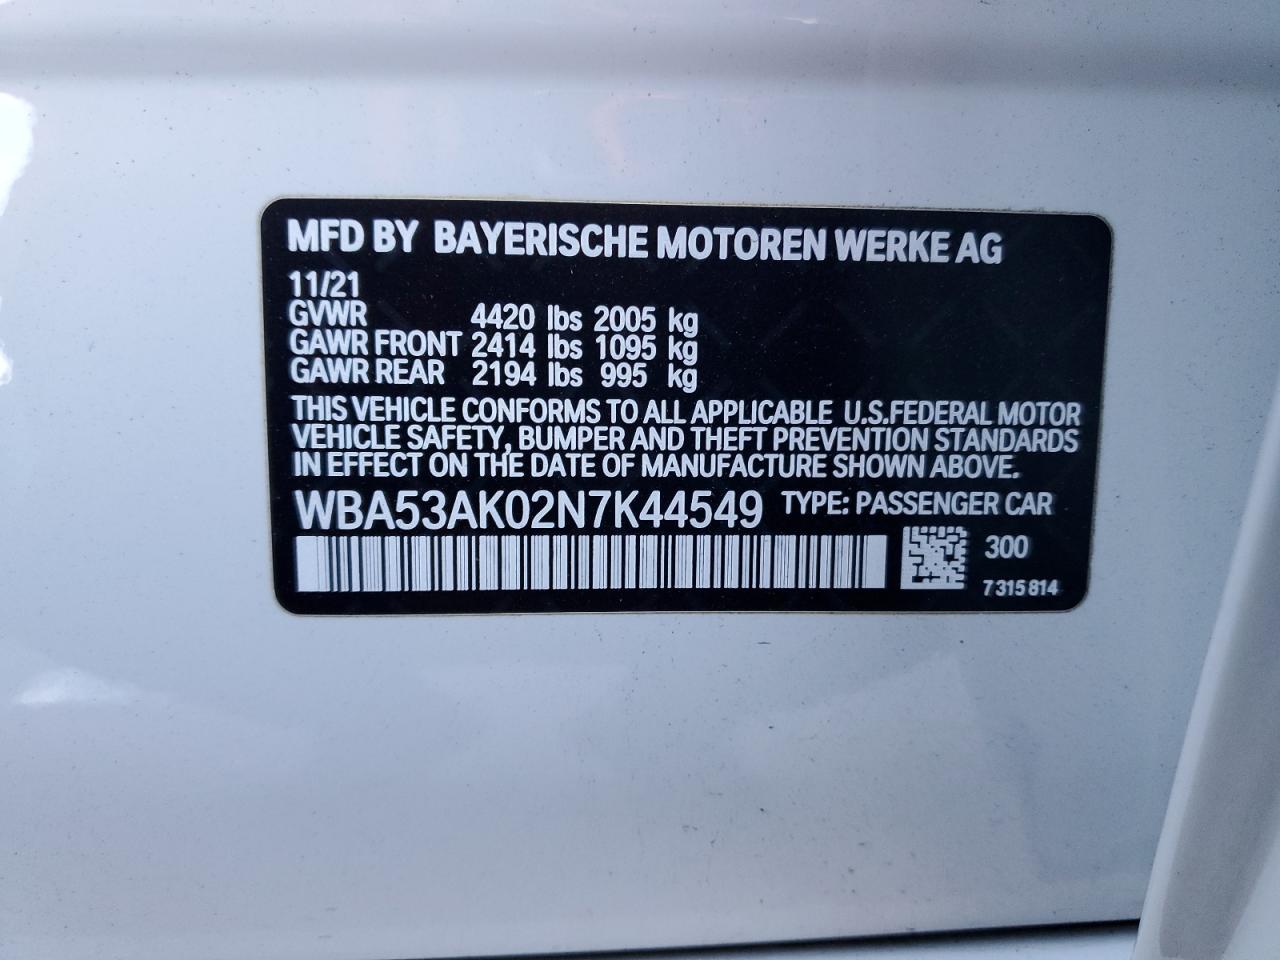 MFD BY BAYERISCHE MOTOREN WERKE AG
11/21
GVWR 4420 lbs 2005 kg
GAWR FRONT 2414 lbs 1095 kg
GAWR REAR 2194 lbs 995 kg
THIS VEHICLE CONFORMS TO ALL APPLICABLE U.S.FEDERAL MOTOR
VEHICLE SAFETY, BUMPER AND THEFT PREVENTION STANDARDS
IN EFFECT ON THE DATE OF MANUFACTURE SHOWN ABOVE.
WBA53AK02N7K44549 TYPE: PASSENGER CAR
300
7 315 814